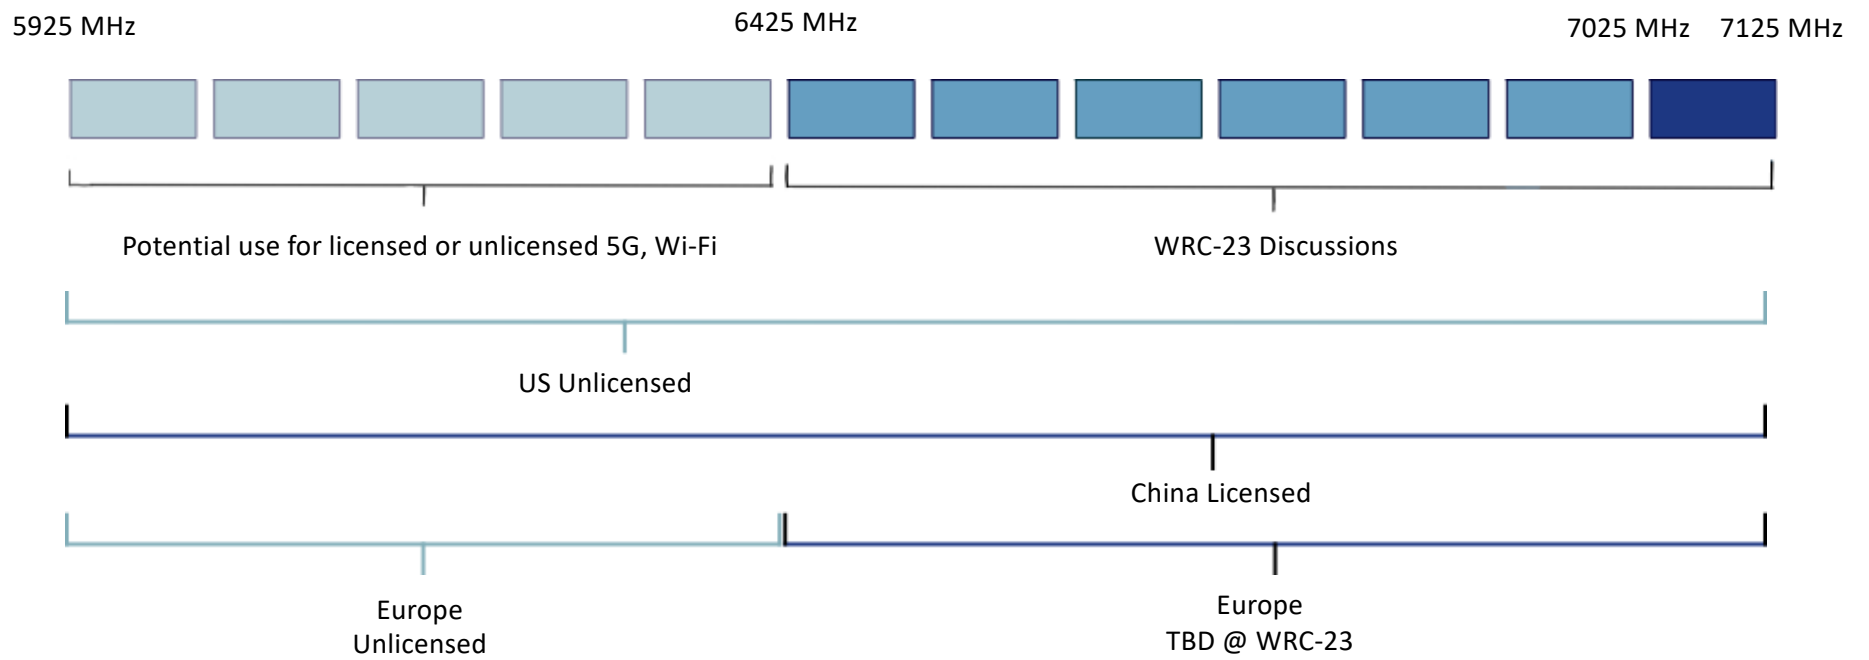 5925 MHz
6425 MHz
7025 MHz
7125 MHz
Potential use for licensed or unlicensed 5G, Wi-Fi
WRC-23 Discussions
US Unlicensed
China Licensed
Europe
Unlicensed
Europe
TBD @ WRC-23